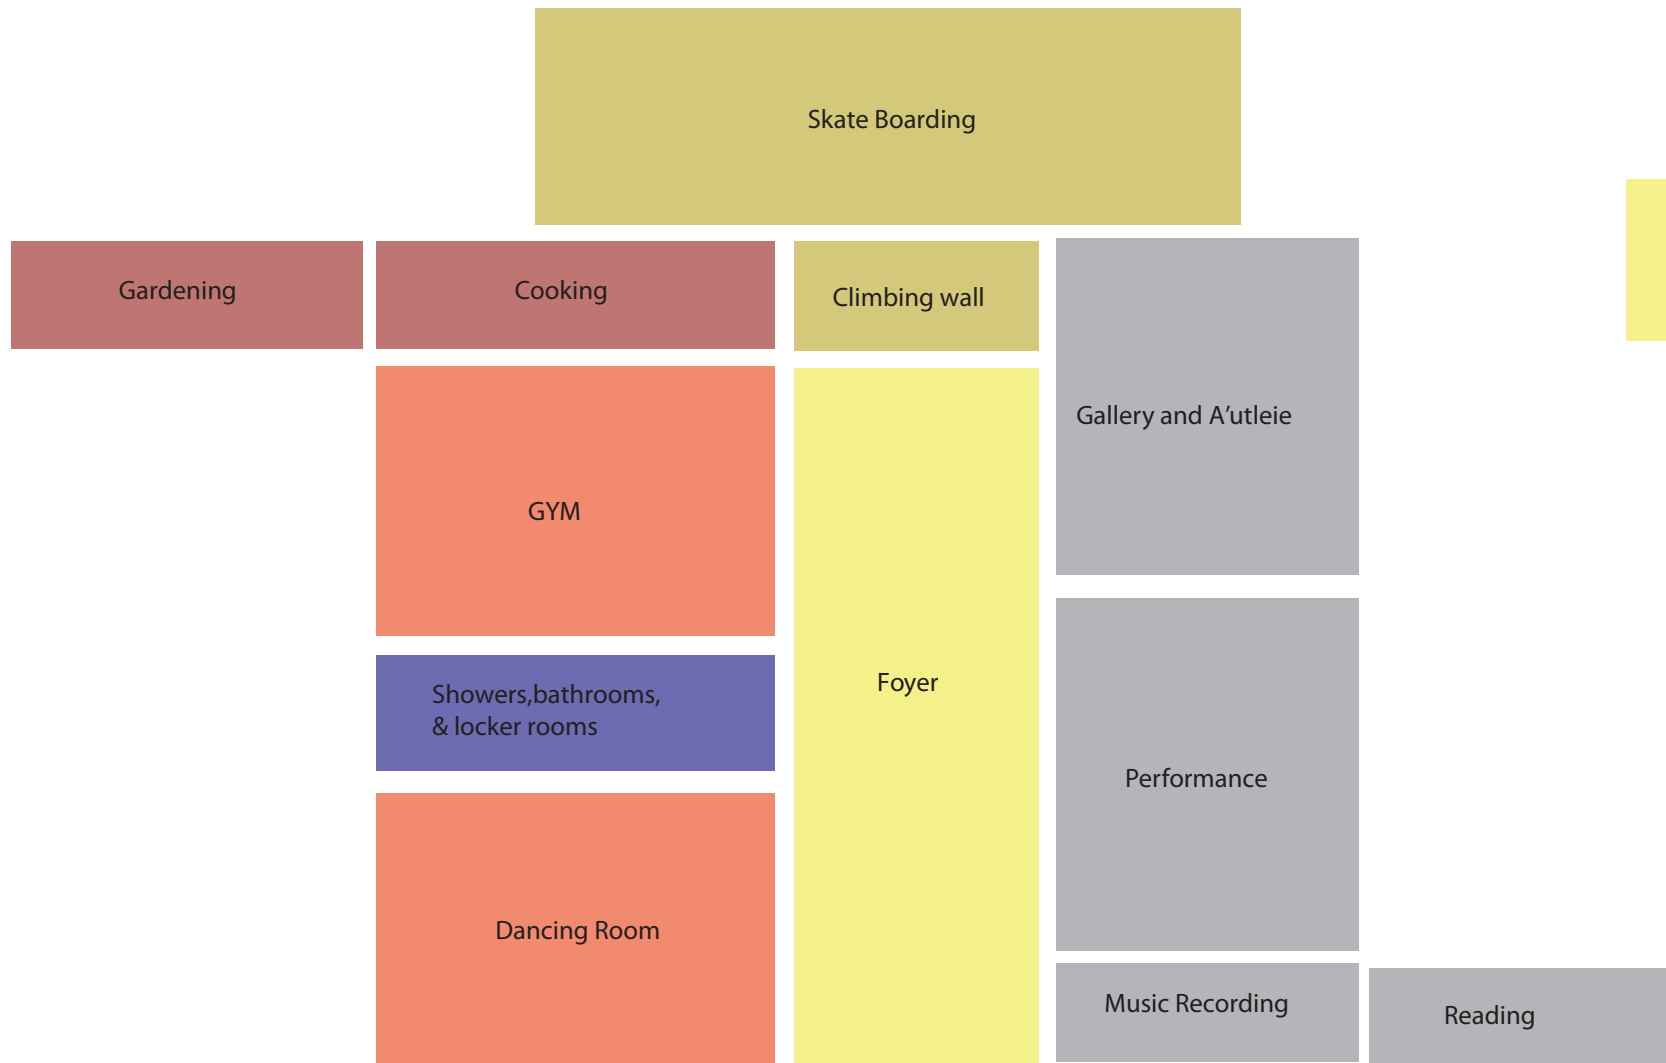 Skate Boarding
Gardening
Cooking
Climbing wall
Gallery and A’utleie
GYM
Foyer
Showers,bathrooms,
& locker rooms
Performance
Dancing Room
Music Recording
Reading